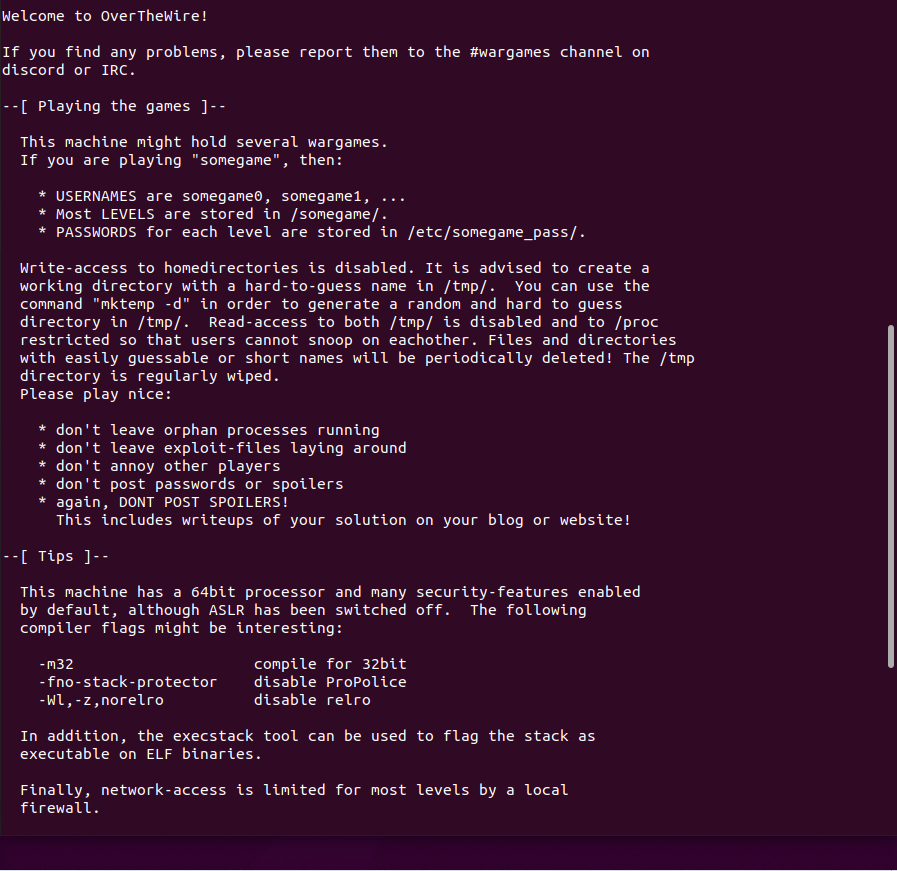 Welcome to OverTheWire!
If you find any problems, please report them to the #wargames channel on
discord or IRC.
--[ Playing the games ]--
This machine might hold several wargames.
If you are playing "somegame", then:
* USERNAMES are somegame0, somegame1, ...
* Most LEVELS are stored in /somegame/.
* PASSWORDS for each level are stored in /etc/somegame_pass/.
Write-access to homedirectories is disabled. It is advised to create a
working directory with a hard-to-guess name in /tmp/.  You can use the
command "mktemp -d" in order to generate a random and hard to guess
directory in /tmp/.  Read-access to both /tmp/ is disabled and to /proc
restricted so that users cannot snoop on eachother. Files and directories
with easily guessable or short names will be periodically deleted! The /tmp
directory is regularly wiped.
Please play nice:
* don't leave orphan processes running
* don't leave exploit-files laying around
* don't annoy other players
* don't post passwords or spoilers
* again, DONT POST SPOILERS!
This includes writeups of your solution on your blog or website!
--[ Tips ]--
This machine has a 64bit processor and many security-features enabled
by default, although ASLR has been switched off.  The following
compiler flags might be interesting:
-m32                    compile for 32bit
-fno-stack-protector    disable ProPolice
-Wl,-z,norelro          disable relro
In addition, the execstack tool can be used to flag the stack as
executable on ELF binaries.
Finally, network-access is limited for most levels by a local
firewall.